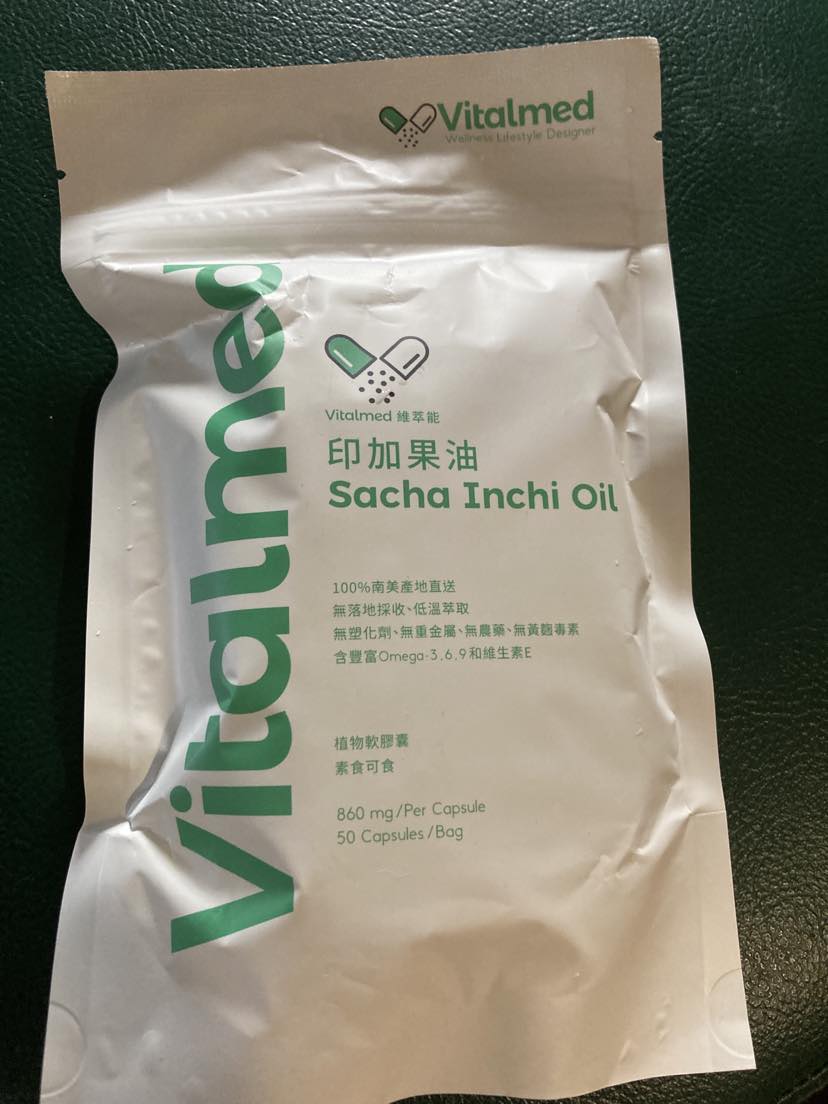 Vitalmed
Wellness Lifestyle Designer
Vitalmed
Vitalmed 維萃能
印加果油
Sacha Inchi Oil
100%南美產地直送
無落地採收、低溫萃取
無塑化劑、無重金屬、無農藥、無黃麴毒素
含豐富Omega-3,6,9和維生素E
植物軟膠囊
素食可食
860 mg/Per Capsule
50 Capsules/Bag